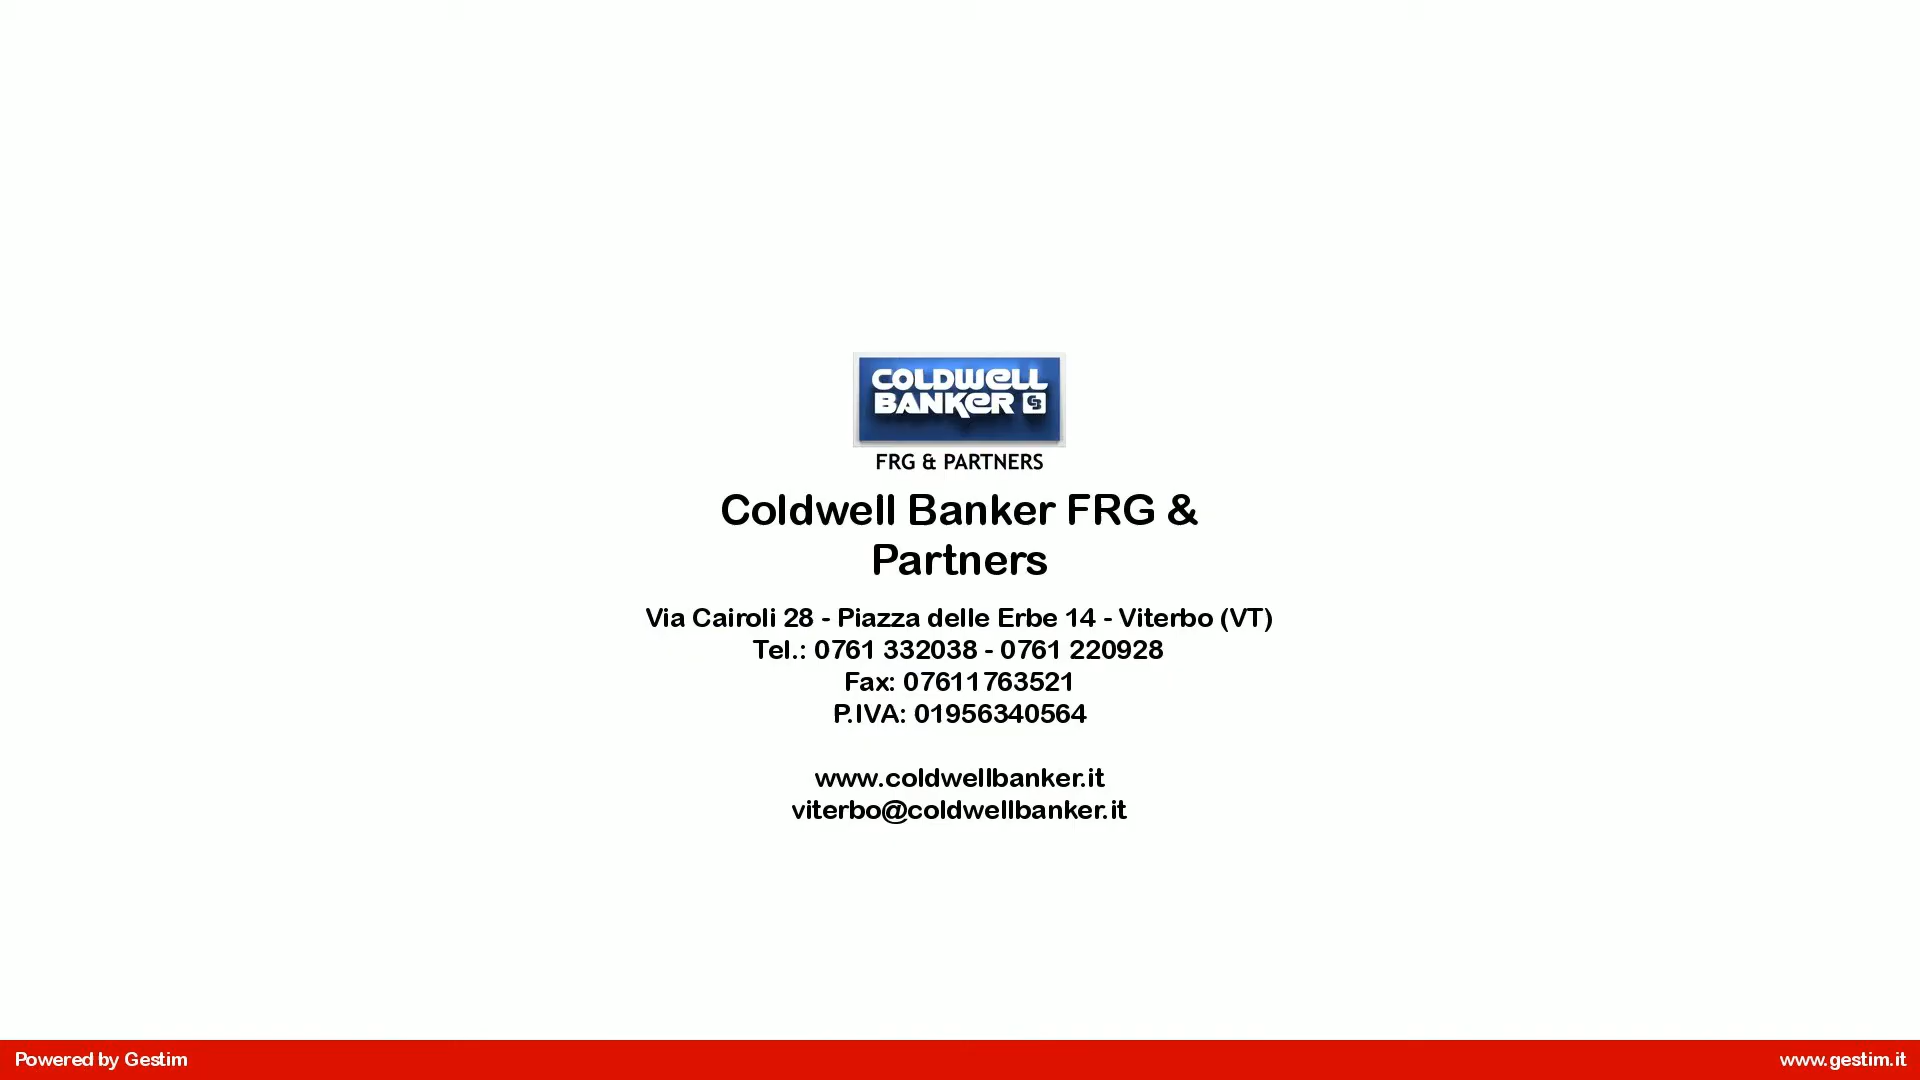 COLDWELL
BANKER CB
FRG & PARTNERS
Coldwell Banker FRG &
Partners
Via Cairoli 28 - Piazza delle Erbe 14 - Viterbo (VT)
Tel.: 0761 332038 - 0761 220928
Fax: 07611763521
P.IVA: 01956340564
www.coldwellbanker.it
viterbo@coldwellbanker.it
Powered by Gestim
www.gestim.it